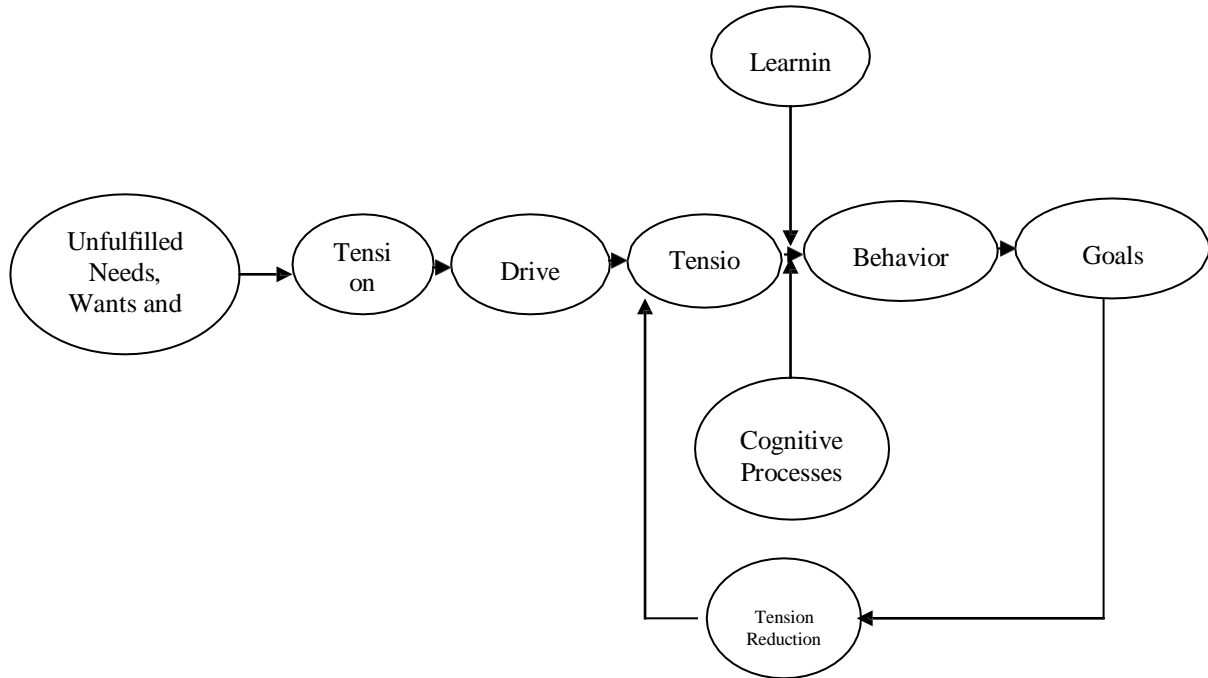 Learnin
Unfulfilled
Needs,
Wants and
Tensi
on
Drive
Tensio
Behavior
Goals
Cognitive
Processes
Tension
Reduction